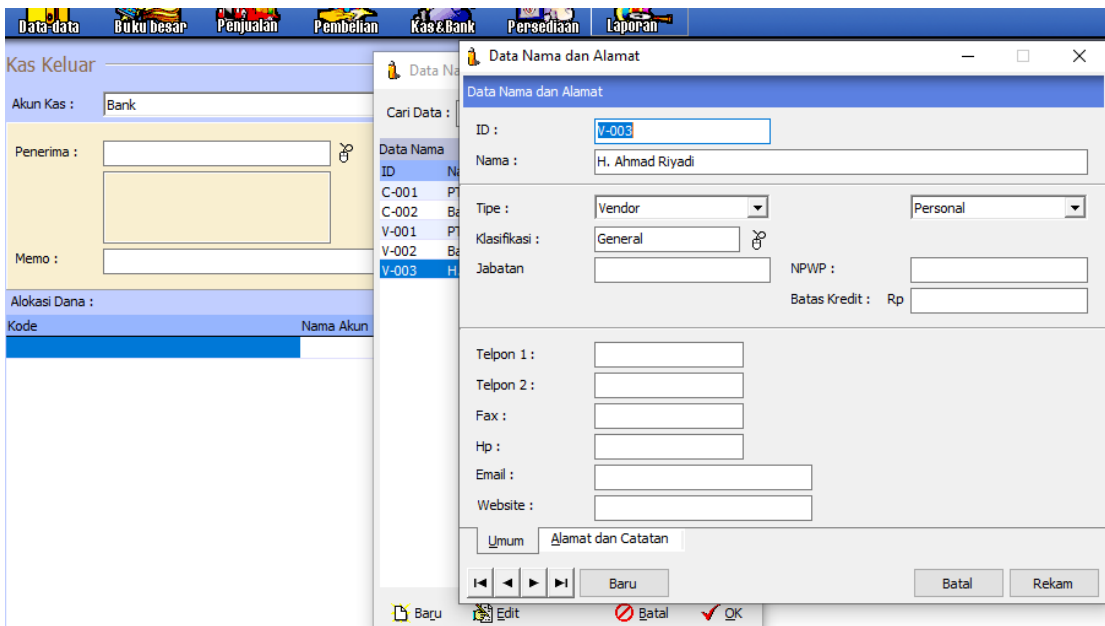 Data-data Buku besar Penjualan Pembelian Kas&Bank Persediaan Laporan
Kas Keluar
Akun Kas : Bank
Penerima :
Memo :
Alokasi Dana :
Kode Nama Akun
Data Na
Cari Data :
Data Nama
ID Na
C-001 PT
C-002 Ba
V-001 PT
V-002 Ba
V-003 H.
Baru Edit Batal OK
Data Nama dan Alamat
Data Nama dan Alamat
ID : V-003
Nama : H. Ahmad Riyadi
Tipe : Vendor Personal
Klasifikasi : General
Jabatan NPWP :
Batas Kredit : Rp
Telpon 1 :
Telpon 2 :
Fax :
Hp :
Email :
Website :
Umum Alamat dan Catatan
Baru Batal Rekam